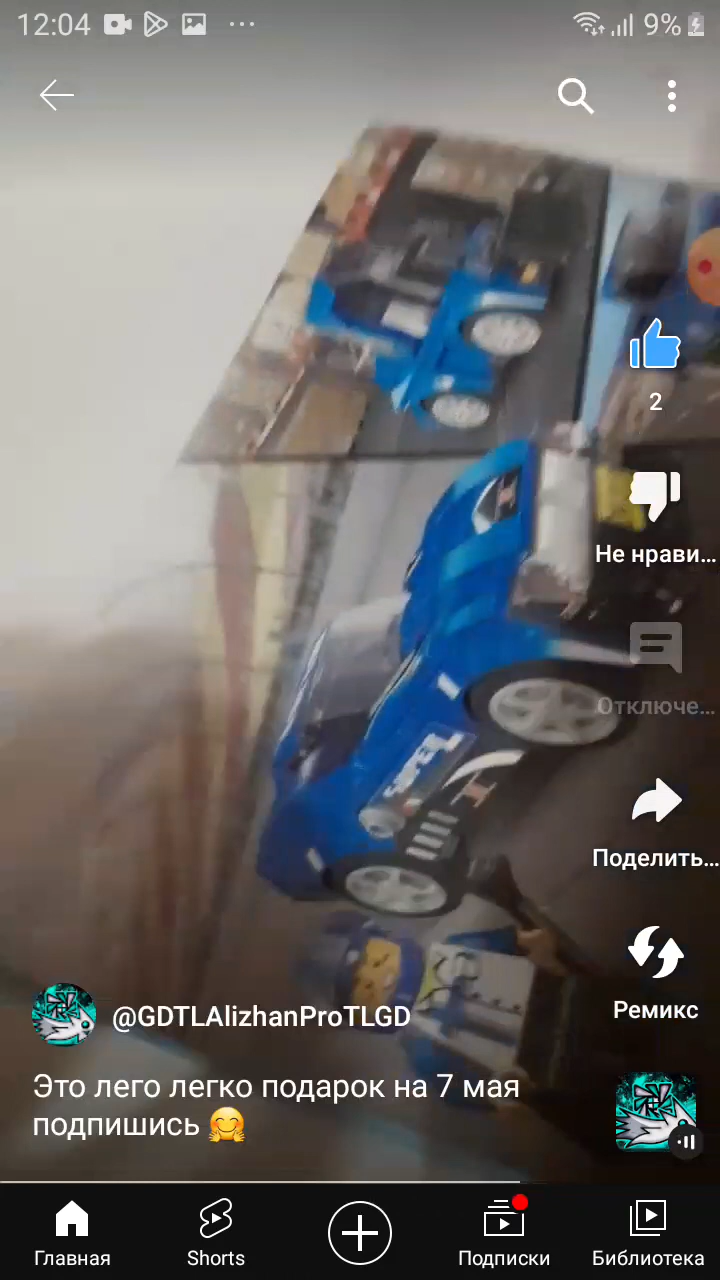 12:04
9%
2
Не нрави...
Отключе...
Поделить...
Ремикс
@GDTLAlizhanProTLGD
Это лего легко подарок на 7 мая
подпишись 🤗
Главная
Shorts
Подписки
Библиотека